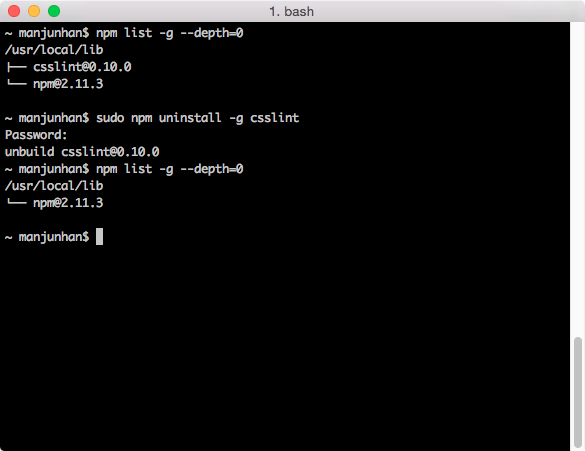 1. bash
~ manjunhan$ npm list -g --depth=0
/usr/local/lib
├── csslint@0.10.0
└── npm@2.11.3
~ manjunhan$ sudo npm uninstall -g csslint
Password:
unbuild csslint@0.10.0
~ manjunhan$ npm list -g --depth=0
/usr/local/lib
└── npm@2.11.3
~ manjunhan$